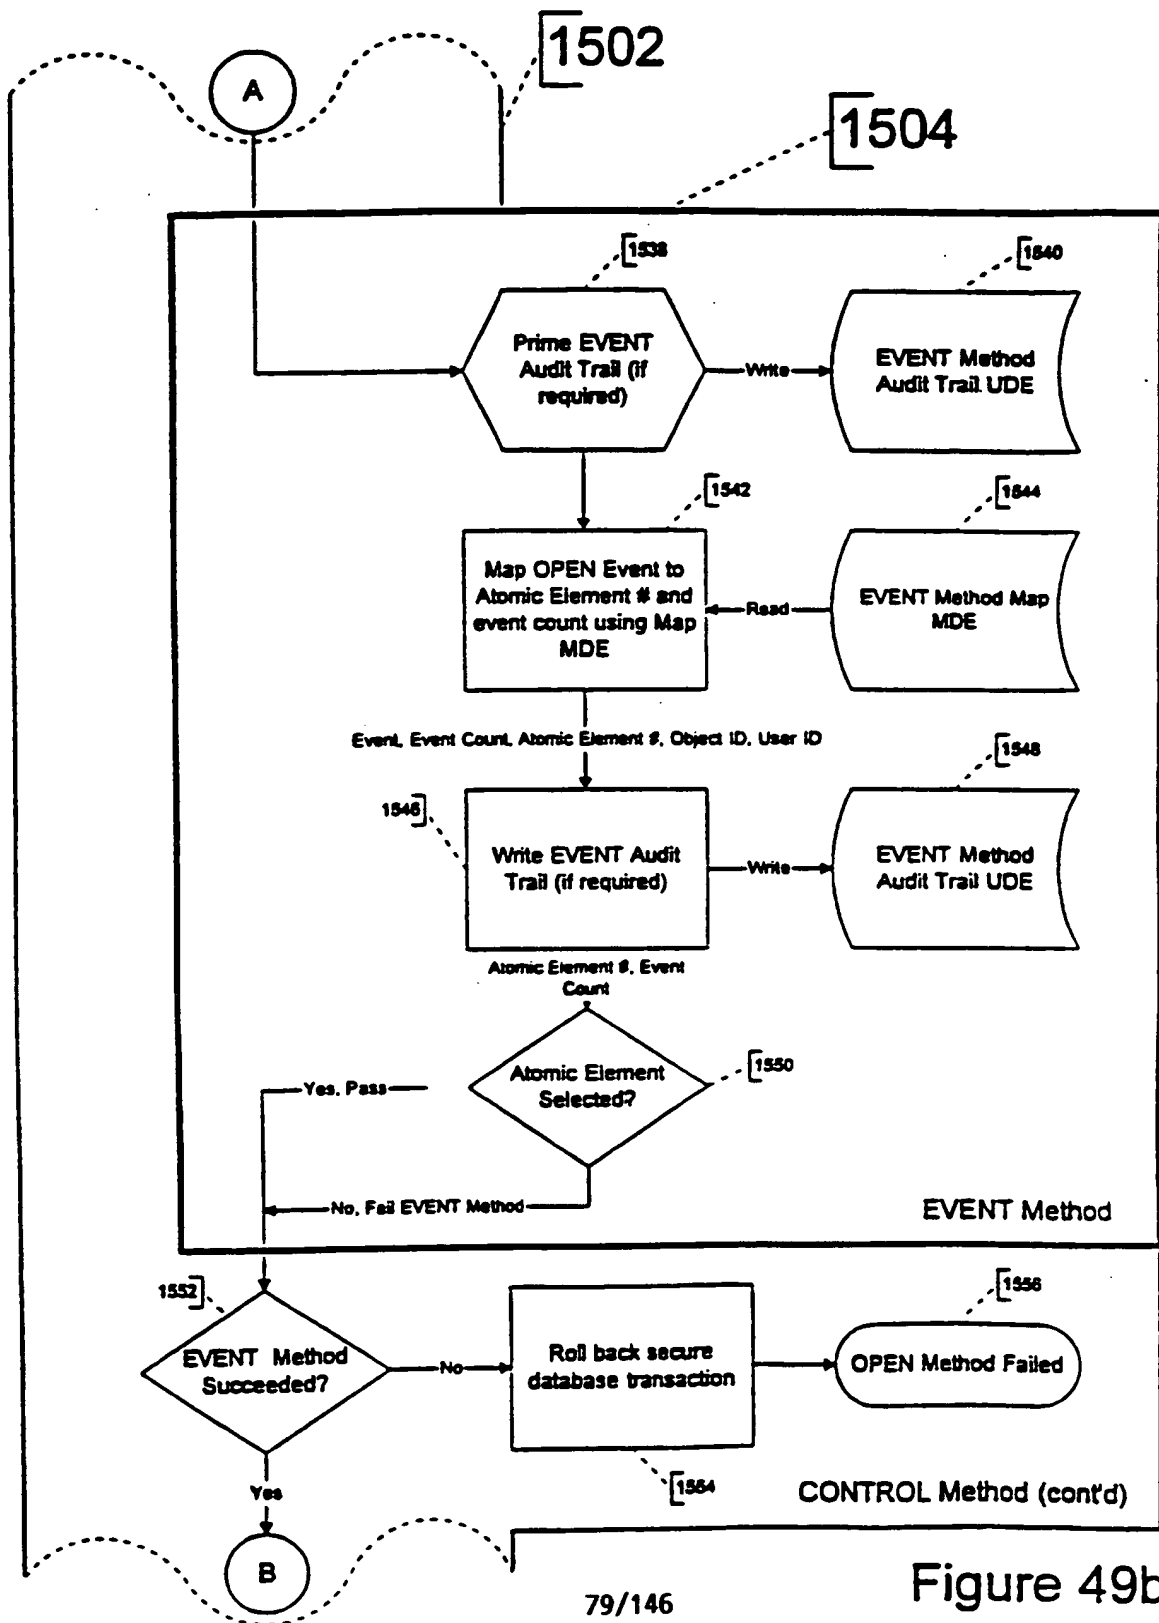 1502
A
1504
1538
1540
Prime EVENT
Audit Trail (if
required)
Write
EVENT Method
Audit Trail UDE
1542
1544
Map OPEN Event to
Atomic Element # and
event count using Map
MDE
Read
EVENT Method Map
MDE
Event, Event Count, Atomic Element #, Object ID, User ID
1548
1546
Write EVENT Audit
Trail (if required)
Write
EVENT Method
Audit Trail UDE
Atomic Element #, Event
Count
1550
Atomic Element
Selected?
Yes, Pass
No, Fail EVENT Method
EVENT Method
1552
1556
EVENT Method
Succeeded?
No
Roll back secure
database transaction
OPEN Method Failed
1554
Yes
CONTROL Method (cont'd)
B
Figure 49b
79/146